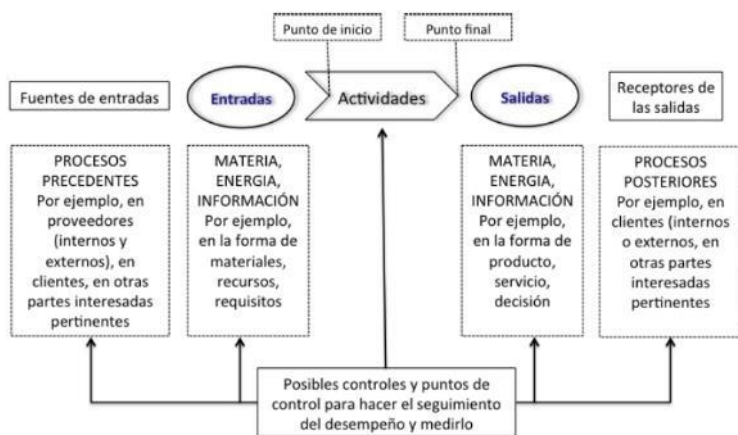 Punto de inicio
Punto final
Fuentes de entradas
Entradas
Actividades
Salidas
Receptores de
las salidas
PROCESOS
PRECEDENTES
Por ejemplo, en
proveedores
(internos y
externos), en
clientes, en otras
partes interesadas
pertinentes
MATERIA,
ENERGIA,
INFORMACIÓN
Por ejemplo,
en la forma de
materiales,
recursos,
requisitos
MATERIA,
ENERGIA,
INFORMACIÓN
Por ejemplo,
en la forma de
producto,
servicio,
decisión
PROCESOS
POSTERIORES
Por ejemplo, en
clientes (internos
o externos, en
otras partes
interesadas
pertinentes
Posibles controles y puntos de
control para hacer el seguimiento
del desempeño y medirlo